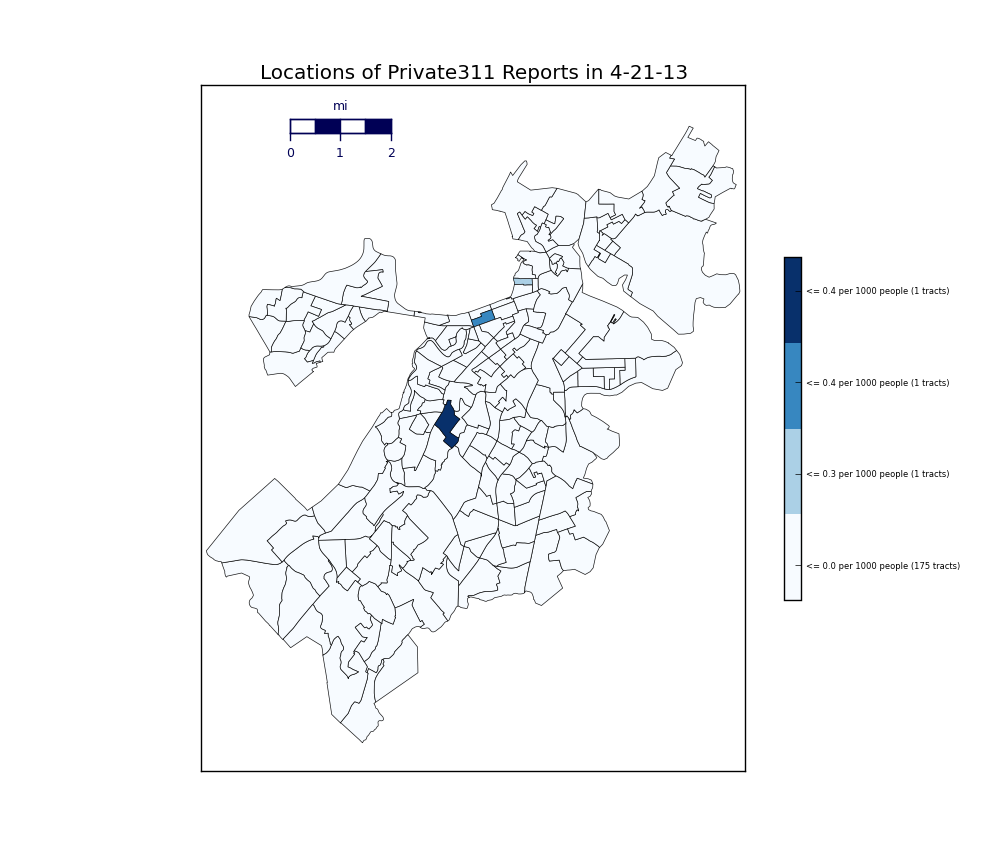 Locations of Private311 Reports in 4-21-13
mi
0 1 2
<= 0.4 per 1000 people (1 tracts)
<= 0.4 per 1000 people (1 tracts)
<= 0.3 per 1000 people (1 tracts)
<= 0.0 per 1000 people (175 tracts)